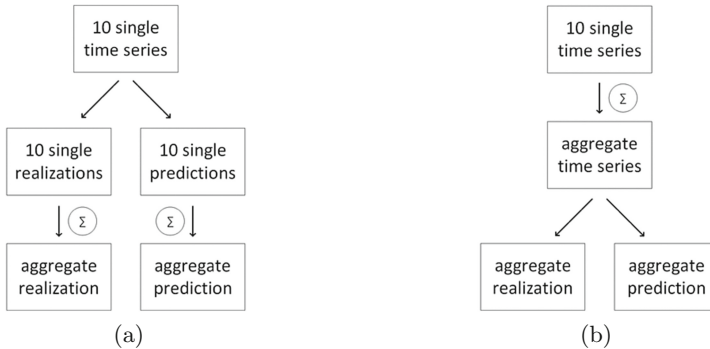 10 single
time series
10 single
realizations
10 single
predictions
Σ
Σ
aggregate
realization
aggregate
prediction
(a)
10 single
time series
Σ
aggregate
time series
aggregate
realization
aggregate
prediction
(b)